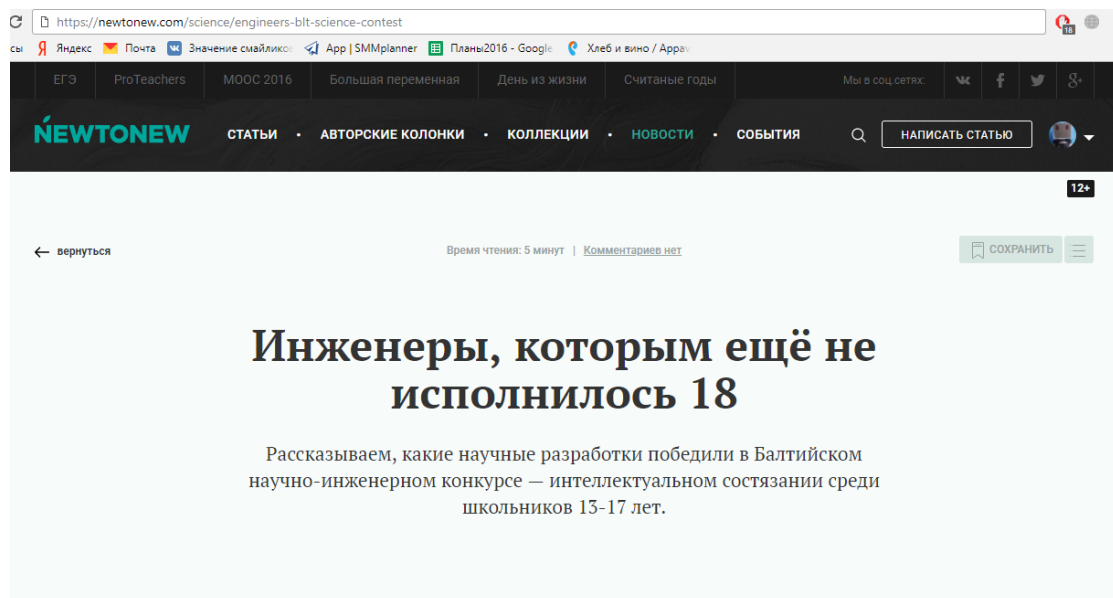 https://newtonew.com/science/engineers-blt-science-contest
18
сы Яндекс Почта Значение смайликов App | SMMplanner Планы2016 - Google Хлеб и вино / Appav
ЕГЭ ProTeachers MOOC 2016 Большая переменная День из жизни Считаные годы Мы в соц.сетях:
NEWTONEW СТАТЬИ · АВТОРСКИЕ КОЛОНКИ · КОЛЛЕКЦИИ · НОВОСТИ · СОБЫТИЯ НАПИСАТЬ СТАТЬЮ
12+
← вернуться Время чтения: 5 минут | Комментариев нет СОХРАНИТЬ
Инженеры, которым ещё не
исполнилось 18
Рассказываем, какие научные разработки победили в Балтийском
научно-инженерном конкурсе — интеллектуальном состязании среди
школьников 13-17 лет.